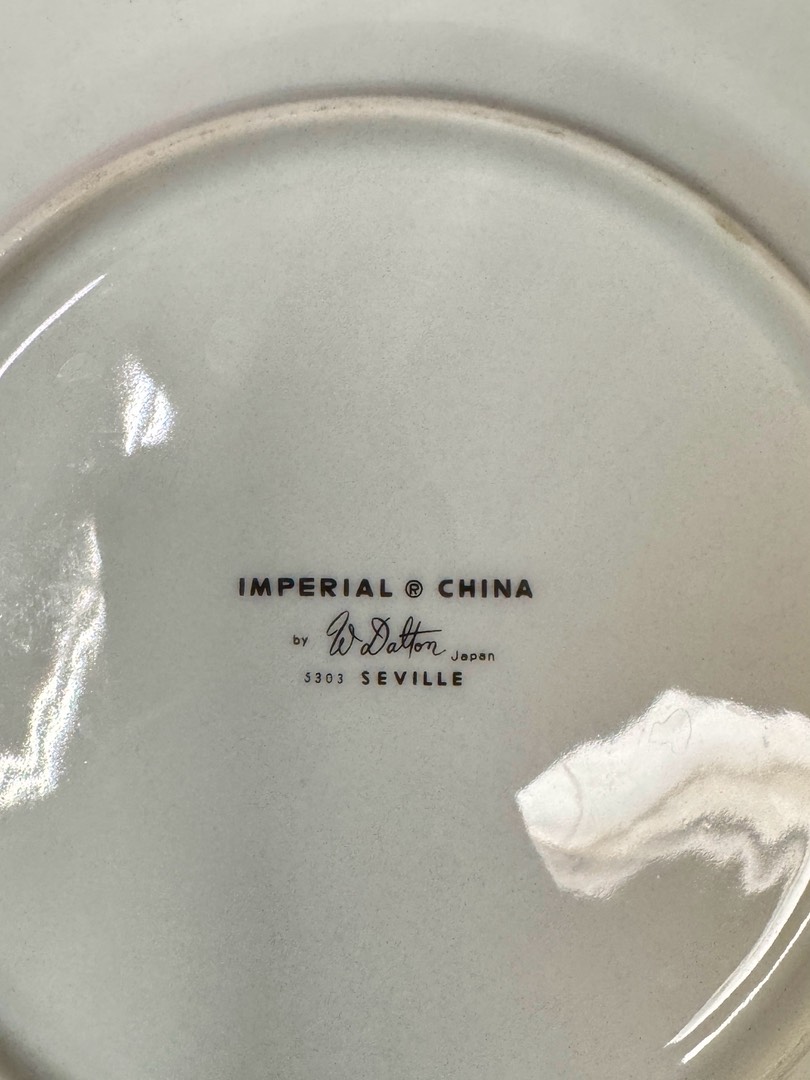 IMPERIAL ® CHINA
by W Dalton Japan
5303 SEVILLE